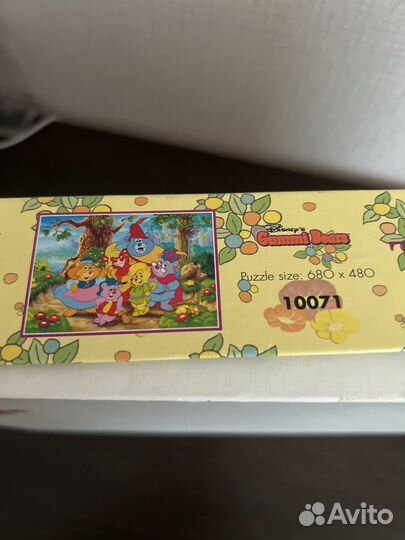 Disney's
Gummi Bears
Puzzle size: 680 x 480
10071
Avito